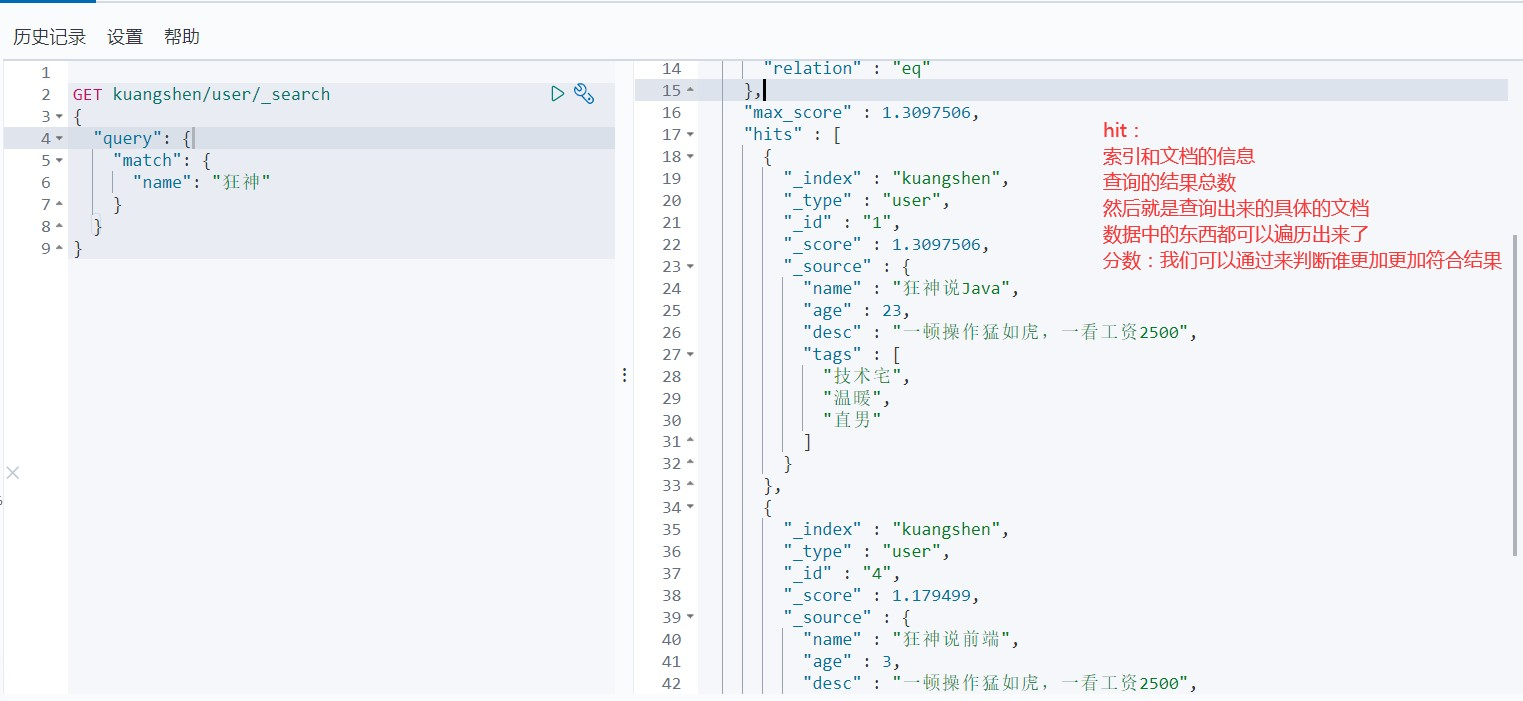 历史记录 设置 帮助
1
2 GET kuangshen/user/_search
3 {
4 "query": {
5 "match": {
6 "name": "狂神"
7 }
8 }
9 }
14 "relation" : "eq"
15 },
16 "max_score" : 1.3097506,
17 "hits" : [
18 {
19 "_index" : "kuangshen",
20 "_type" : "user",
21 "_id" : "1",
22 "_score" : 1.3097506,
23 "_source" : {
24 "name" : "狂神说Java",
25 "age" : 23,
26 "desc" : "一顿操作猛如虎，一看工资2500",
27 "tags" : [
28 "技术宅",
29 "温暖",
30 "直男"
31 ]
32 }
33 },
34 {
35 "_index" : "kuangshen",
36 "_type" : "user",
37 "_id" : "4",
38 "_score" : 1.179499,
39 "_source" : {
40 "name" : "狂神说前端",
41 "age" : 3,
42 "desc" : "一顿操作猛如虎，一看工资2500",
hit：
索引和文档的信息
查询的结果总数
然后就是查询出来的具体的文档
数据中的东西都可以遍历出来了
分数：我们可以通过来判断谁更加更加符合结果